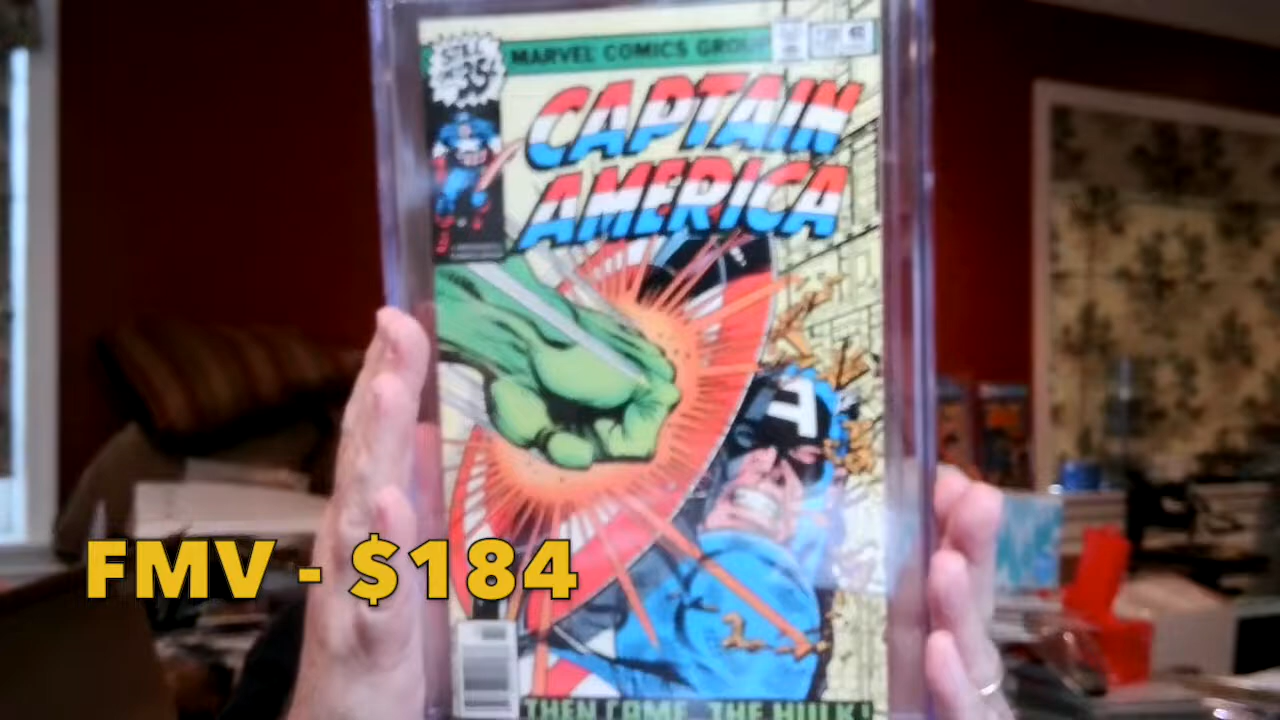 STILL
ONLY
35¢
MARVEL COMICS GROUP
CAPTAIN
AMERICA
A
FMV - $184
THEN CAME...THE HULK!